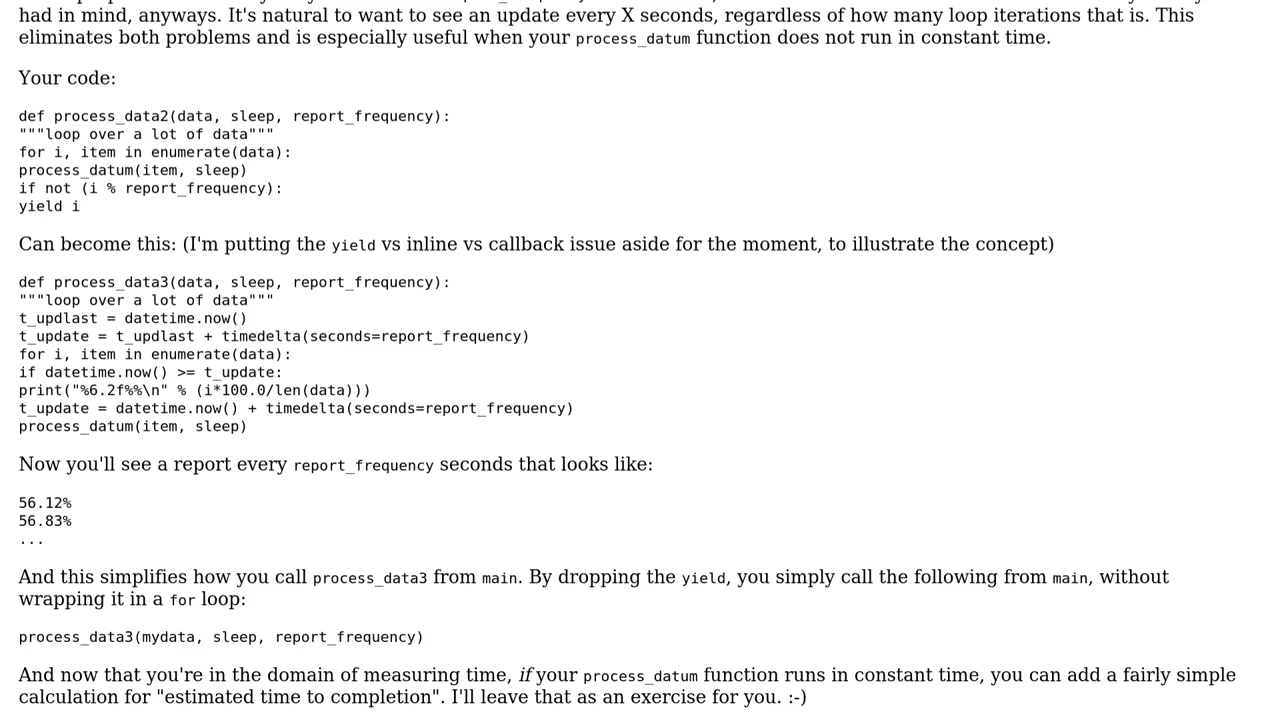 had in mind, anyways. It's natural to want to see an update every X seconds, regardless of how many loop iterations that is. This
eliminates both problems and is especially useful when your process_datum function does not run in constant time.
Your code:
def process_data2(data, sleep, report_frequency):
"""loop over a lot of data"""
for i, item in enumerate(data):
process_datum(item, sleep)
if not (i % report_frequency):
yield i
Can become this: (I'm putting the yield vs inline vs callback issue aside for the moment, to illustrate the concept)
def process_data3(data, sleep, report_frequency):
"""loop over a lot of data"""
t_updlast = datetime.now()
t_update = t_updlast + timedelta(seconds=report_frequency)
for i, item in enumerate(data):
if datetime.now() >= t_update:
print("%6.2f%%\n" % (i*100.0/len(data)))
t_update = datetime.now() + timedelta(seconds=report_frequency)
process_datum(item, sleep)
Now you'll see a report every report_frequency seconds that looks like:
56.12%
56.83%
...
And this simplifies how you call process_data3 from main. By dropping the yield, you simply call the following from main, without
wrapping it in a for loop:
process_data3(mydata, sleep, report_frequency)
And now that you're in the domain of measuring time, if your process_datum function runs in constant time, you can add a fairly simple
calculation for "estimated time to completion". I'll leave that as an exercise for you. :-)